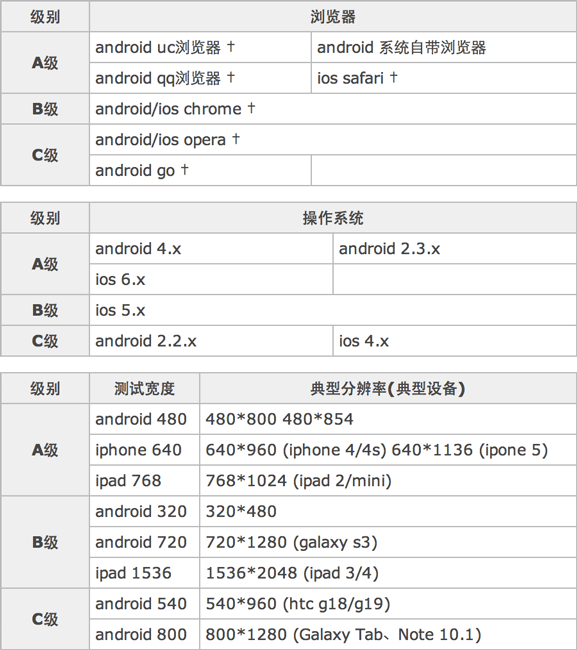 级别 浏览器
A级 android uc浏览器 † android 系统自带浏览器
android qq浏览器 † ios safari †
B级 android/ios chrome †
C级 android/ios opera †
android go †
级别 操作系统
A级 android 4.x android 2.3.x
ios 6.x
B级 ios 5.x
C级 android 2.2.x ios 4.x
级别 测试宽度 典型分辨率(典型设备)
A级 android 480 480*800 480*854
iphone 640 640*960 (iphone 4/4s) 640*1136 (ipone 5)
ipad 768 768*1024 (ipad 2/mini)
B级 android 320 320*480
android 720 720*1280 (galaxy s3)
ipad 1536 1536*2048 (ipad 3/4)
C级 android 540 540*960 (htc g18/g19)
android 800 800*1280 (Galaxy Tab、Note 10.1)